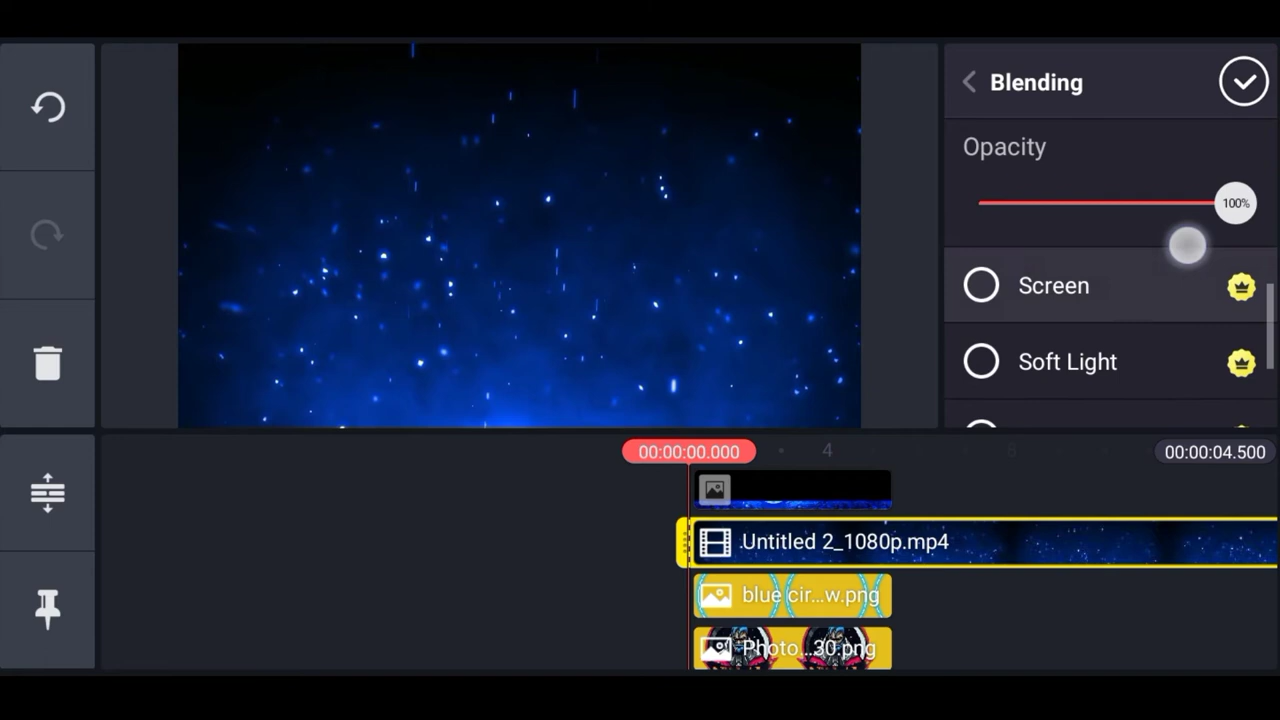 Blending
Opacity
100%
Screen
Soft Light
00:00:00.000
4
8
00:00:04.500
Untitled 2_1080p.mp4
blue cir...w.png
Photo...30.png